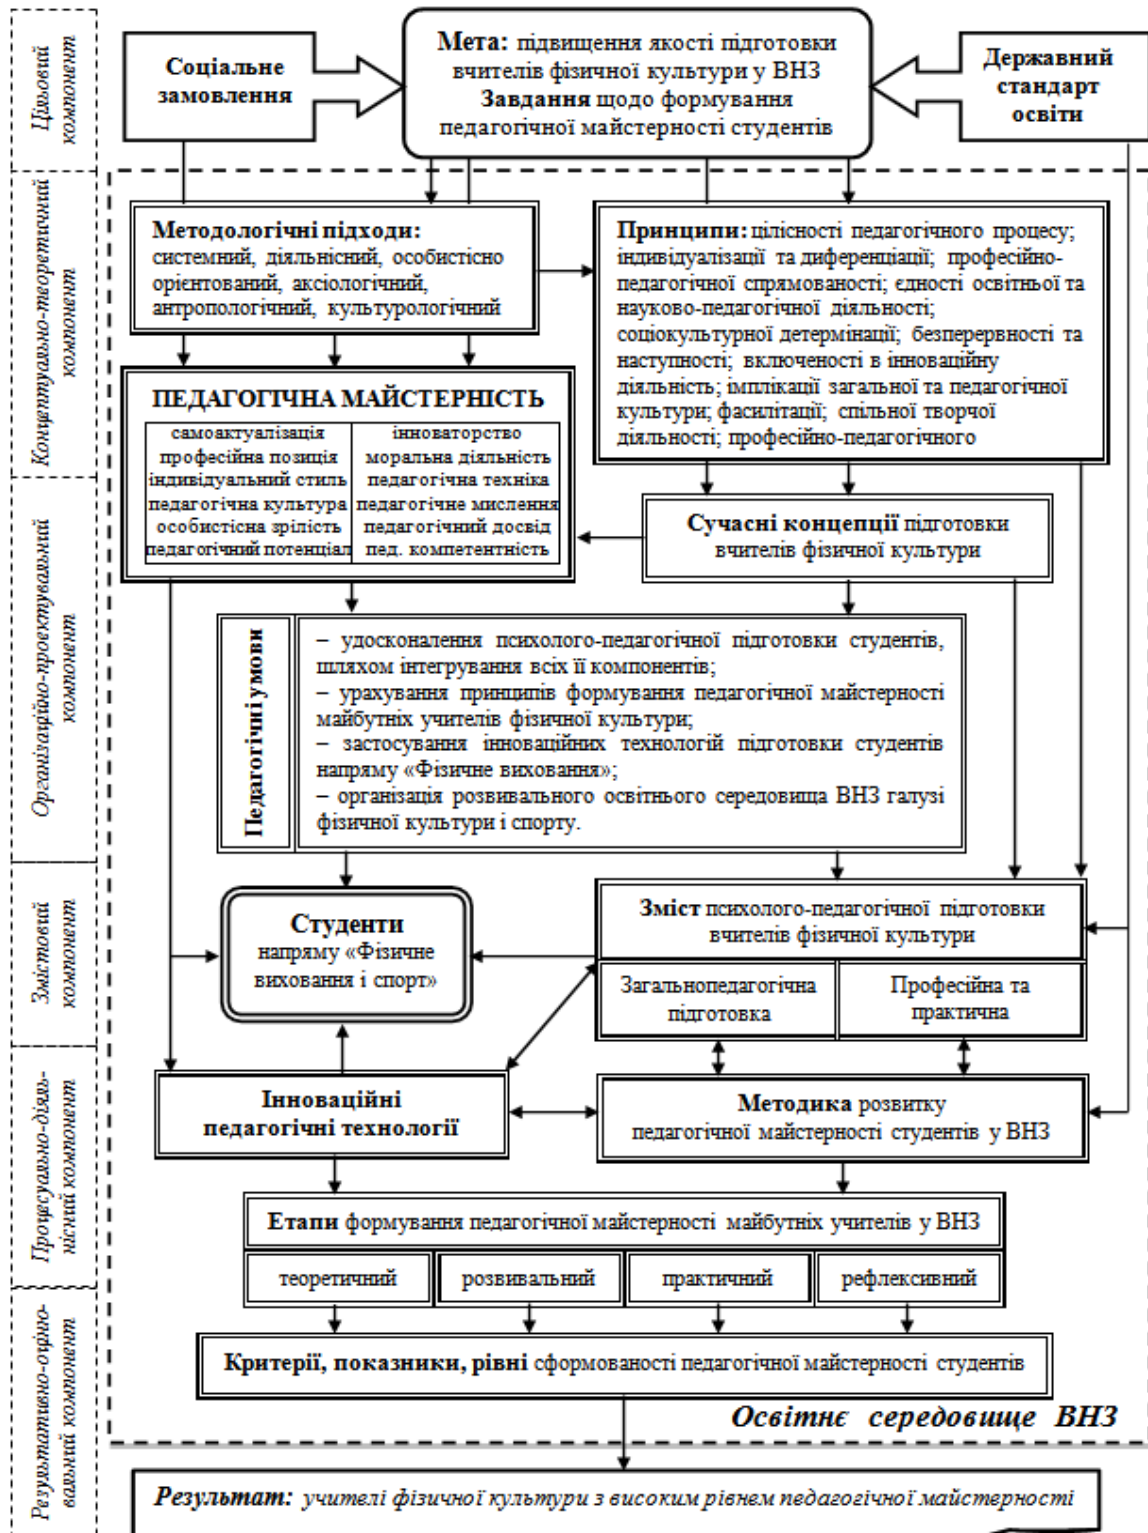 Цільовий
компонент
Соціальне
замовлення
Мета: підвищення якості підготовки
вчителів фізичної культури у ВНЗ
Завдання щодо формування
педагогічної майстерності студентів
Державний
стандарт
освіти
Концептуально-теоретичний
компонент
Методологічні підходи:
системний, діяльнісний, особистісно
орієнтований, аксіологічний,
антропологічний, культурологічний
Принципи: цілісності педагогічного процесу;
індивідуалізації та диференціації; професійно-
педагогічної спрямованості; єдності освітньої та
науково-педагогічної діяльності;
соціокультурної детермінації; безперервності та
наступності; включеності в інноваційну
діяльність; імплікації загальної та педагогічної
культури; фасилітації; спільної творчої
діяльності; професійно-педагогічного
ПЕДАГОГІЧНА МАЙСТЕРНІСТЬ
самоактуалізація
професійна позиція
індивідуальний стиль
педагогічна культура
особистісна зрілість
педагогічний потенціал
інноваторство
моральна діяльність
педагогічна техніка
педагогічне мислення
педагогічний досвід
пед. компетентність
Організаційно-проектувальний
компонент
Сучасні концепції підготовки
вчителів фізичної культури
Педагогічні умови
– удосконалення психолого-педагогічної підготовки студентів,
шляхом інтегрування всіх її компонентів;
– урахування принципів формування педагогічної майстерності
майбутніх учителів фізичної культури;
– застосування інноваційних технологій підготовки студентів
напряму «Фізичне виховання»;
– організація розвивального освітнього середовища ВНЗ галузі
фізичної культури і спорту.
Змістовий
компонент
Студенти
напряму «Фізичне
виховання і спорт»
Зміст психолого-педагогічної підготовки
вчителів фізичної культури
Загальнопедагогічна
підготовка
Професійна та
практична
Процесуально-діяль-
нісний компонент
Інноваційні
педагогічні технології
Методика розвитку
педагогічної майстерності студентів у ВНЗ
Етапи формування педагогічної майстерності майбутніх учителів у ВНЗ
теоретичний
розвивальний
практичний
рефлексивний
Результативно-оціню-
вальний компонент
Критерії, показники, рівні сформованості педагогічної майстерності студентів
Освітнє середовище ВНЗ
Результат: учителі фізичної культури з високим рівнем педагогічної майстерності